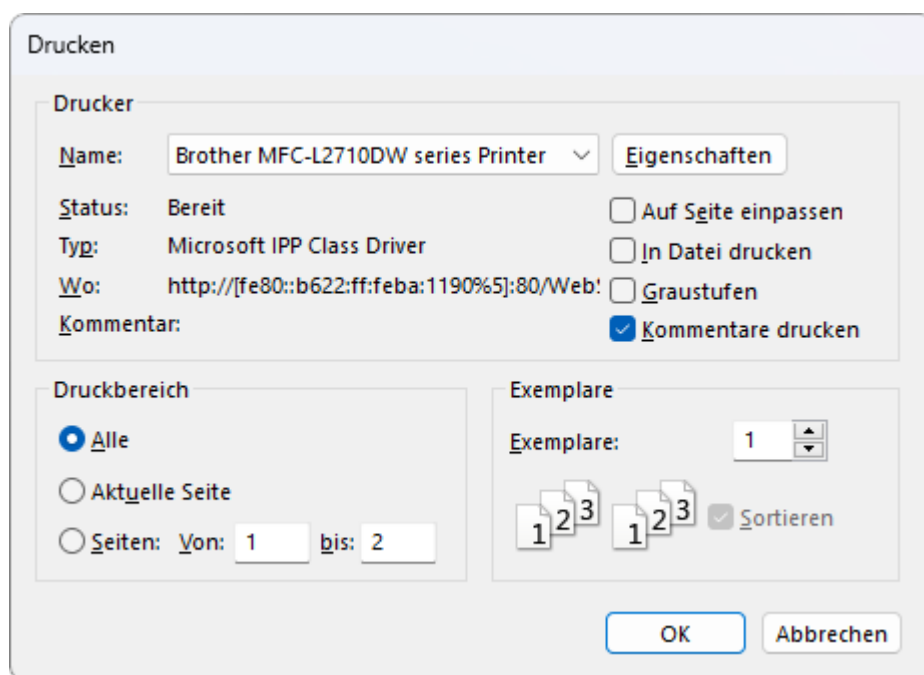 Drucken
Drucker
Name: Brother MFC-L2710DW series Printer Eigenschaften
Status: Bereit Auf Seite einpassen
Typ: Microsoft IPP Class Driver In Datei drucken
Wo: http://[fe80::b622:ff:feba:1190%5]:80/Web Graustufen
Kommentar: Kommentare drucken
Druckbereich
Alle
Aktuelle Seite
Seiten: Von: 1 bis: 2
Exemplare
Exemplare: 1
1 2 3 1 2 3 Sortieren
OK Abbrechen